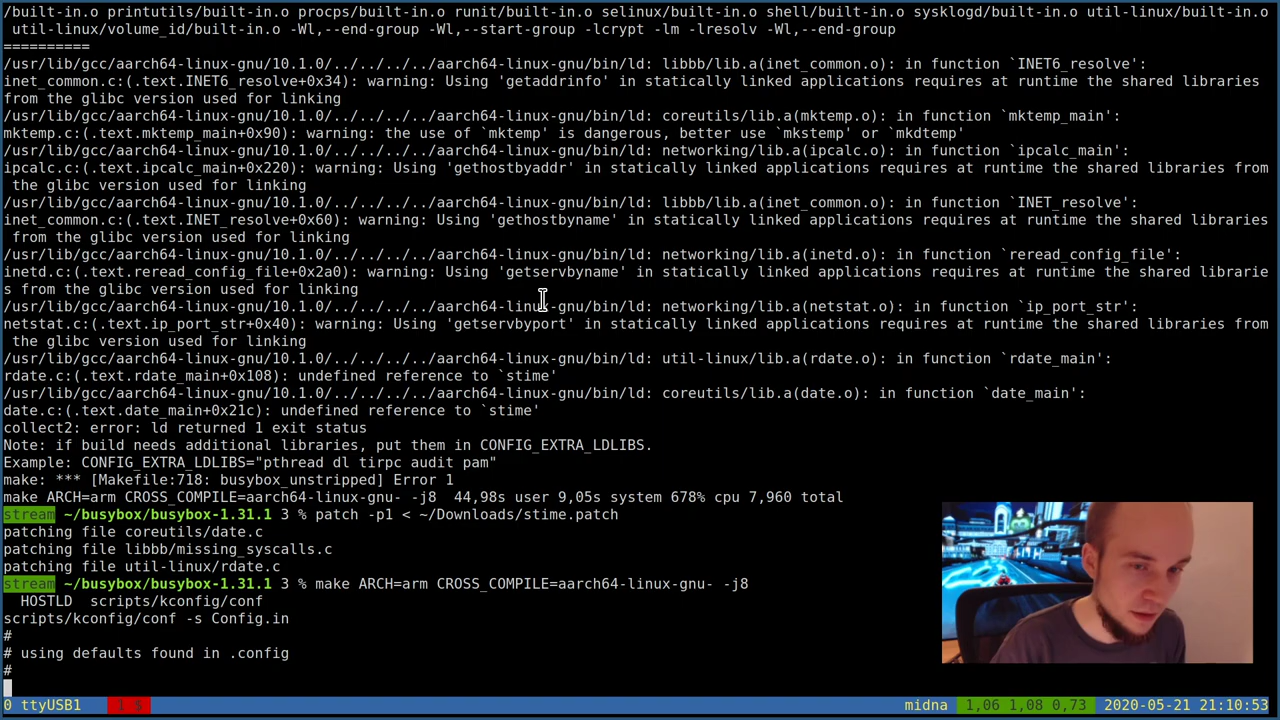 /built-in.o printutils/built-in.o procps/built-in.o runit/built-in.o selinux/built-in.o shell/built-in.o sysklogd/built-in.o util-linux/built-in.o
 util-linux/volume_id/built-in.o -Wl,--end-group -Wl,--start-group -lcrypt -lm -lresolv -Wl,--end-group
==========
/usr/lib/gcc/aarch64-linux-gnu/10.1.0/../../../../aarch64-linux-gnu/bin/ld: libbb/lib.a(inet_common.o): in function `INET6_resolve':
inet_common.c:(.text.INET6_resolve+0x34): warning: Using 'getaddrinfo' in statically linked applications requires at runtime the shared libraries
from the glibc version used for linking
/usr/lib/gcc/aarch64-linux-gnu/10.1.0/../../../../aarch64-linux-gnu/bin/ld: coreutils/lib.a(mktemp.o): in function `mktemp_main':
mktemp.c:(.text.mktemp_main+0x90): warning: the use of `mktemp' is dangerous, better use `mkstemp' or `mkdtemp'
/usr/lib/gcc/aarch64-linux-gnu/10.1.0/../../../../aarch64-linux-gnu/bin/ld: networking/lib.a(ipcalc.o): in function `ipcalc_main':
ipcalc.c:(.text.ipcalc_main+0x220): warning: Using 'gethostbyaddr' in statically linked applications requires at runtime the shared libraries from
 the glibc version used for linking
/usr/lib/gcc/aarch64-linux-gnu/10.1.0/../../../../aarch64-linux-gnu/bin/ld: libbb/lib.a(inet_common.o): in function `INET_resolve':
inet_common.c:(.text.INET_resolve+0x60): warning: Using 'gethostbyname' in statically linked applications requires at runtime the shared libraries
 from the glibc version used for linking
/usr/lib/gcc/aarch64-linux-gnu/10.1.0/../../../../aarch64-linux-gnu/bin/ld: networking/lib.a(inetd.o): in function `reread_config_file':
inetd.c:(.text.reread_config_file+0x2a0): warning: Using 'getservbyname' in statically linked applications requires at runtime the shared librarie
s from the glibc version used for linking
/usr/lib/gcc/aarch64-linux-gnu/10.1.0/../../../../aarch64-linux-gnu/bin/ld: networking/lib.a(netstat.o): in function `ip_port_str':
netstat.c:(.text.ip_port_str+0x40): warning: Using 'getservbyport' in statically linked applications requires at runtime the shared libraries from
 the glibc version used for linking
/usr/lib/gcc/aarch64-linux-gnu/10.1.0/../../../../aarch64-linux-gnu/bin/ld: util-linux/lib.a(rdate.o): in function `rdate_main':
rdate.c:(.text.rdate_main+0x108): undefined reference to `stime'
/usr/lib/gcc/aarch64-linux-gnu/10.1.0/../../../../aarch64-linux-gnu/bin/ld: coreutils/lib.a(date.o): in function `date_main':
date.c:(.text.date_main+0x21c): undefined reference to `stime'
collect2: error: ld returned 1 exit status
Note: if build needs additional libraries, put them in CONFIG_EXTRA_LDLIBS.
Example: CONFIG_EXTRA_LDLIBS="pthread dl tirpc audit pam"
make: *** [Makefile:718: busybox_unstripped] Error 1
make ARCH=arm CROSS_COMPILE=aarch64-linux-gnu- -j8  44,98s user 9,05s system 678% cpu 7,960 total
stream ~/busybox/busybox-1.31.1 3 % patch -p1 < ~/Downloads/stime.patch
patching file coreutils/date.c
patching file libbb/missing_syscalls.c
patching file util-linux/rdate.c
stream ~/busybox/busybox-1.31.1 3 % make ARCH=arm CROSS_COMPILE=aarch64-linux-gnu- -j8
  HOSTLD  scripts/kconfig/conf
scripts/kconfig/conf -s Config.in
#
# using defaults found in .config
#
0 ttyUSB1  1 $  midna  1,06 1,08 0,73  2020-05-21 21:10:53